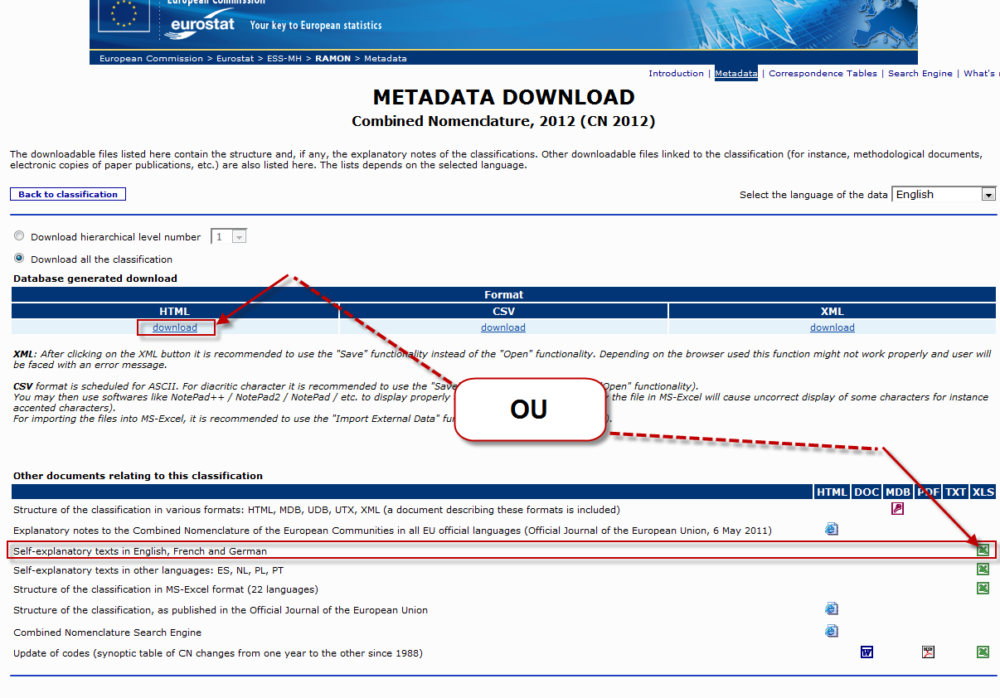 European Commission
eurostat Your key to European statistics
European Commission > Eurostat > ESS-MH > RAMON > Metadata
Introduction | Metadata | Correspondence Tables | Search Engine | What's
METADATA DOWNLOAD
Combined Nomenclature, 2012 (CN 2012)
The downloadable files listed here contain the structure and, if any, the explanatory notes of the classifications. Other downloadable files linked to the classification (for instance, methodological documents,
electronic copies of paper publications, etc.) are also listed here. The lists depends on the selected language.
Back to classification
Select the language of the data English
Download hierarchical level number 1
Download all the classification
Database generated download
Format
HTML CSV XML
download download download
XML: After clicking on the XML button it is recommended to use the "Save" functionality instead of the "Open" functionality. Depending on the browser used this function might not work properly and user will
be faced with an error message.
CSV format is scheduled for ASCII. For diacritic character it is recommended to use the "Save" "Open" functionality).
You may then use softwares like NotePad++ / NotePad2 / NotePad / etc. to display properly the file in MS-Excel will cause uncorrect display of some characters for instance
accented characters).
For importing the files into MS-Excel, it is recommended to use the "Import External Data" ).
OU
Other documents relating to this classification
HTML DOC MDB PDF TXT XLS
Structure of the classification in various formats: HTML, MDB, UDB, UTX, XML (a document describing these formats is included)
Explanatory notes to the Combined Nomenclature of the European Communities in all EU official languages (Official Journal of the European Union, 6 May 2011)
Self-explanatory texts in English, French and German
Self-explanatory texts in other languages: ES, NL, PL, PT
Structure of the classification in MS-Excel format (22 languages)
Structure of the classification, as published in the Official Journal of the European Union
Combined Nomenclature Search Engine
Update of codes (synoptic table of CN changes from one year to the other since 1988)